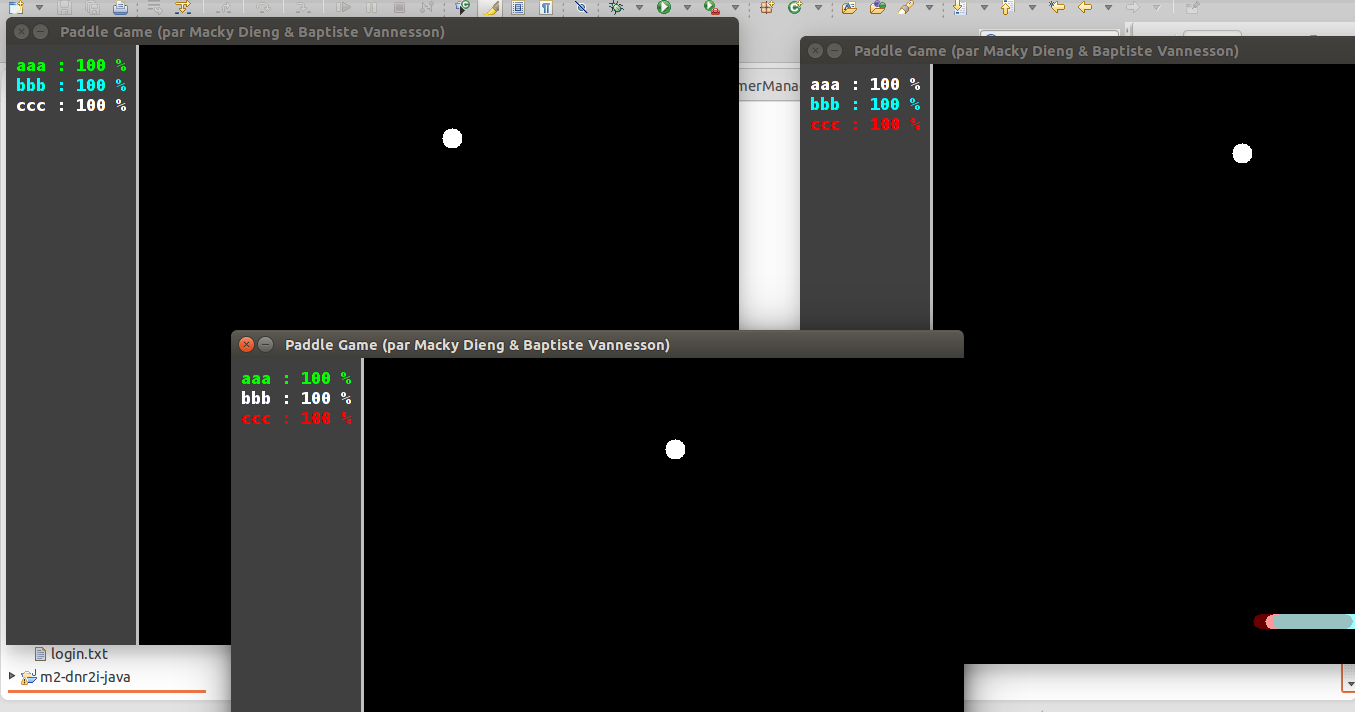 Paddle Game (par Macky Dieng & Baptiste Vannesson)
aaa : 100 %
bbb : 100 %
ccc : 100 %
Paddle Game (par Macky Dieng & Baptiste Vannesson)
aaa : 100 %
bbb : 100 %
ccc : 100 %
Paddle Game (par Macky Dieng & Baptiste Vannesson)
aaa : 100 %
bbb : 100 %
ccc : 100 %
login.txt
m2-dnr2i-java